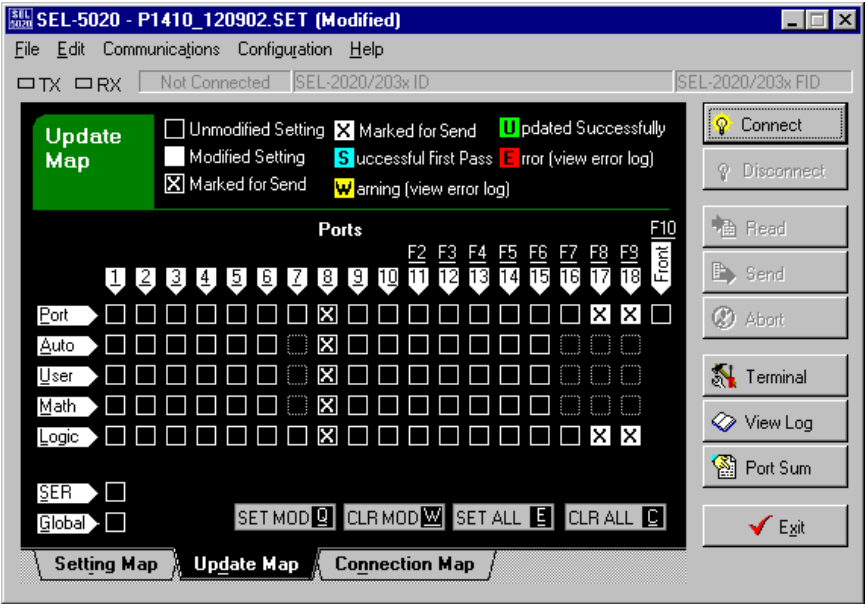 SEL-5020 - P1410_120902.SET (Modified)
File Edit Communications Configuration Help
TX RX Not Connected SEL-2020/203x ID SEL-2020/203x FID
Update Map
Unmodified Setting
Modified Setting
X Marked for Send
X Marked for Send
Successful First Pass
Warning (view error log)
Updated Successfully
Error (view error log)
Ports
F2 F3 F4 F5 F6 F7 F8 F9 F10
1 2 3 4 5 6 7 8 9 10 11 12 13 14 15 16 17 18 Front
Port X X X
Auto X
User X
Math X
Logic X X X
SER
Global
SET MOD Q CLR MOD W SET ALL E CLR ALL C
Setting Map Update Map Connection Map
Connect
Disconnect
Read
Send
Abort
Terminal
View Log
Port Sum
Exit